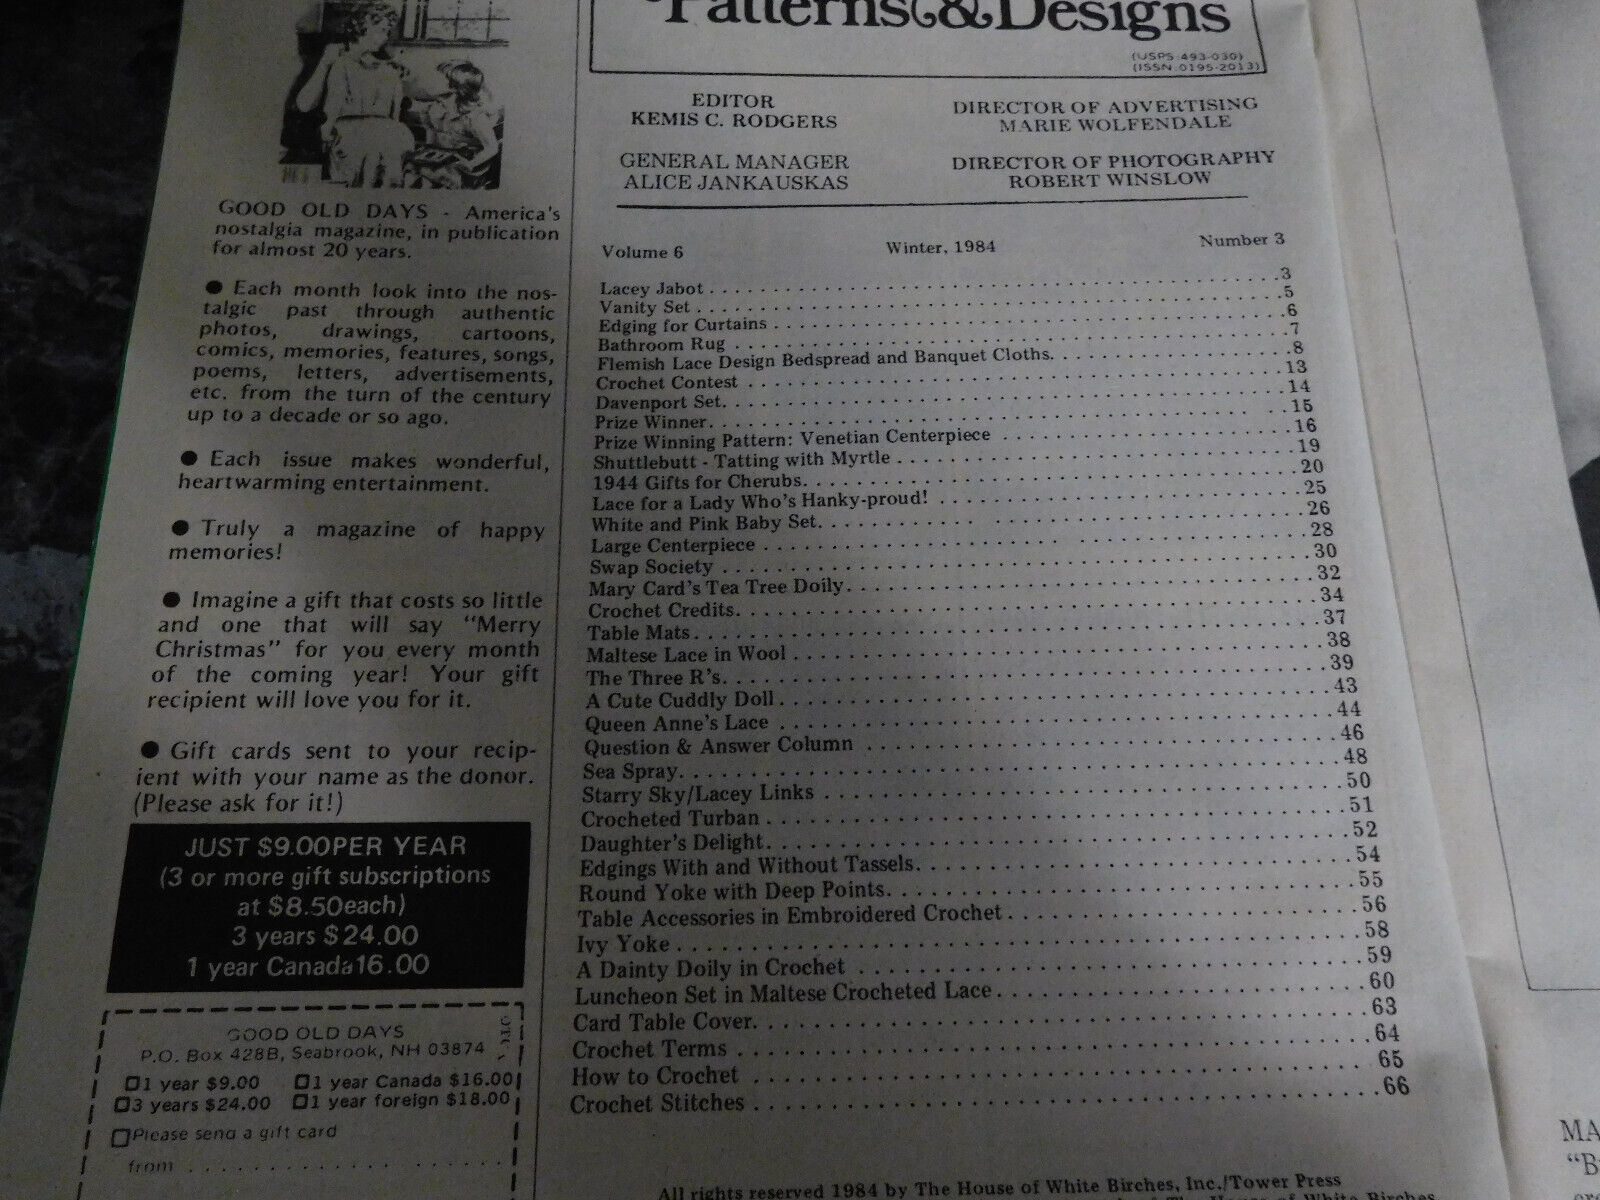 GOOD OLD DAYS - America's
nostalgia magazine, in publication
for almost 20 years.
● Each month look into the nos-
talgic past through authentic
photos, drawings, cartoons,
comics, memories, features, songs,
poems, letters, advertisements,
etc. from the turn of the century
up to a decade or so ago.
● Each issue makes wonderful,
heartwarming entertainment.
● Truly a magazine of happy
memories!
● Imagine a gift that costs so little
and one that will say "Merry
Christmas" for you every month
of the coming year! Your gift
recipient will love you for it.
● Gift cards sent to your recip-
ient with your name as the donor.
(Please ask for it!)
JUST $9.00PER YEAR
(3 or more gift subscriptions
at $8.50each)
3 years $24.00
1 year Canada16.00
GOOD OLD DAYS
P.O. Box 428B, Seabrook, NH 03874
1 year $9.00 1 year Canada $16.00
3 years $24.00 1 year foreign $18.00
Please send a gift card
from
Patterns&Designs
(USPS 493-030)
(ISSN 0195-2013)
EDITOR
KEMIS C. RODGERS
DIRECTOR OF ADVERTISING
MARIE WOLFENDALE
GENERAL MANAGER
ALICE JANKAUSKAS
DIRECTOR OF PHOTOGRAPHY
ROBERT WINSLOW
Volume 6 Winter, 1984 Number 3
Lacey Jabot 3
Vanity Set 5
Edging for Curtains 6
Bathroom Rug 7
Flemish Lace Design Bedspread and Banquet Cloths. 8
Crochet Contest 13
Davenport Set. 14
Prize Winner. 15
Prize Winning Pattern: Venetian Centerpiece 16
Shuttlebutt - Tatting with Myrtle 19
1944 Gifts for Cherubs. 20
Lace for a Lady Who's Hanky-proud! 25
White and Pink Baby Set. 26
Large Centerpiece 28
Swap Society 30
Mary Card's Tea Tree Doily. 32
Crochet Credits. 34
Table Mats. 37
Maltese Lace in Wool 38
The Three R's. 39
A Cute Cuddly Doll 43
Queen Anne's Lace 44
Question & Answer Column 46
Sea Spray. 48
Starry Sky/Lacey Links 50
Crocheted Turban 51
Daughter's Delight. 52
Edgings With and Without Tassels. 54
Round Yoke with Deep Points. 55
Table Accessories in Embroidered Crochet 56
Ivy Yoke 58
A Dainty Doily in Crochet 59
Luncheon Set in Maltese Crocheted Lace. 60
Card Table Cover. 63
Crochet Terms 64
How to Crochet 65
Crochet Stitches 66
All rights reserved 1984 by The House of White Birches, Inc./Tower Press
MA
"B